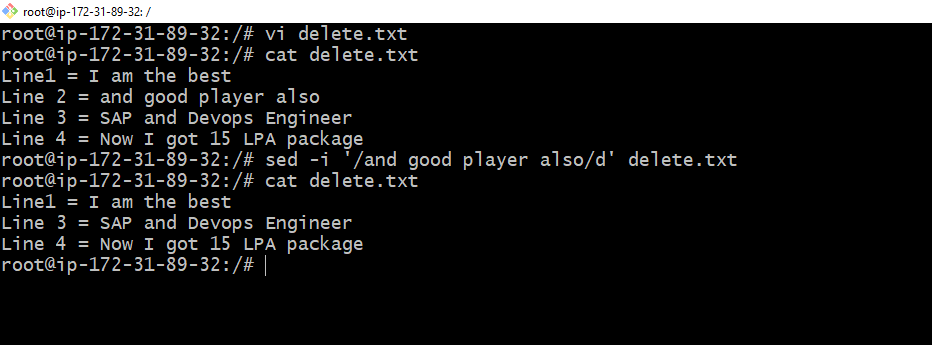 root@ip-172-31-89-32: /
root@ip-172-31-89-32:/# vi delete.txt
root@ip-172-31-89-32:/# cat delete.txt
Line1 = I am the best
Line 2 = and good player also
Line 3 = SAP and Devops Engineer
Line 4 = Now I got 15 LPA package
root@ip-172-31-89-32:/# sed -i '/and good player also/d' delete.txt
root@ip-172-31-89-32:/# cat delete.txt
Line1 = I am the best
Line 3 = SAP and Devops Engineer
Line 4 = Now I got 15 LPA package
root@ip-172-31-89-32:/#